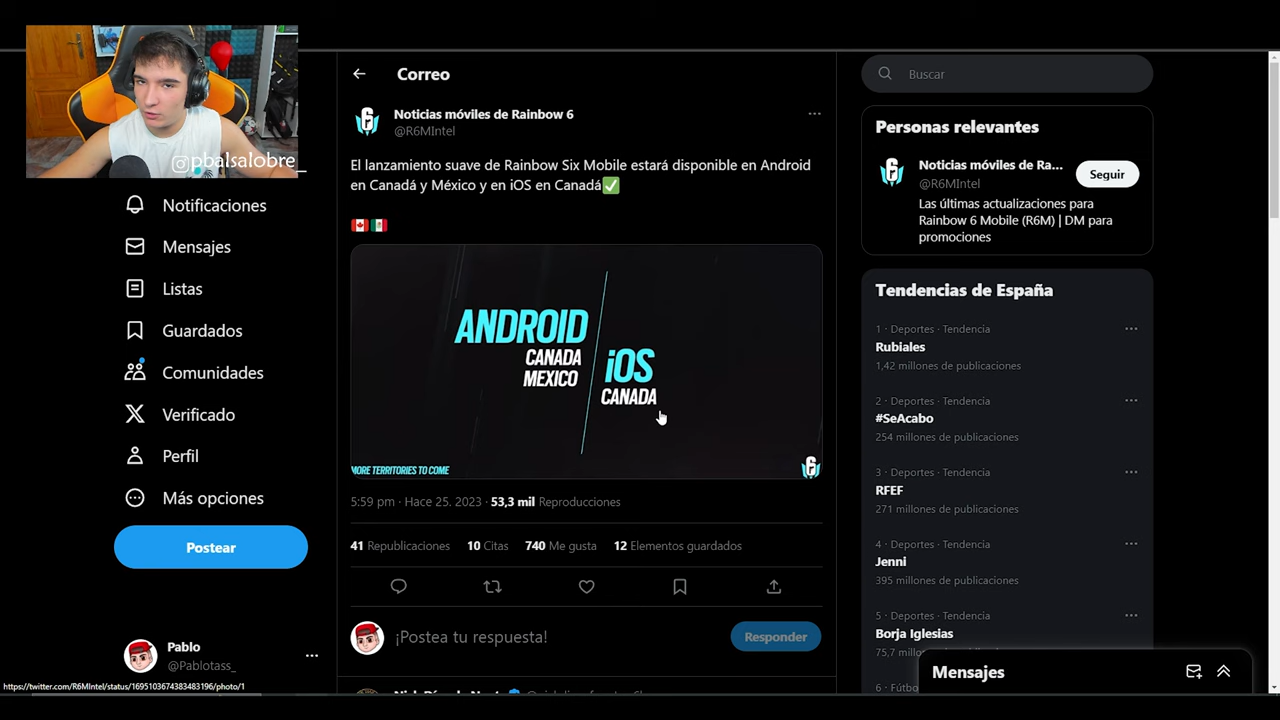 pbalsalobre_
Notificaciones
Mensajes
Listas
Guardados
Comunidades
Verificado
Perfil
Más opciones
Postear
Pablo
@Pablotass_
https://twitter.com/R6MIntel/status/1695103674383483196/photo/1
Correo
Noticias móviles de Rainbow 6
@R6MIntel
El lanzamiento suave de Rainbow Six Mobile estará disponible en Android
en Canadá y México y en iOS en Canadá✅
🇨🇦🇲🇽
ANDROID
CANADA
MEXICO
iOS
CANADA
MORE TERRITORIES TO COME
5:59 pm · Hace 25. 2023 · 53,3 mil Reproducciones
41 Republicaciones 10 Citas 740 Me gusta 12 Elementos guardados
¡Postea tu respuesta!
Responder
Buscar
Personas relevantes
Noticias móviles de Ra...
@R6MIntel
Seguir
Las últimas actualizaciones para
Rainbow 6 Mobile (R6M) | DM para
promociones
Tendencias de España
1 · Deportes · Tendencia
Rubiales
1,42 millones de publicaciones
2 · Deportes · Tendencia
#SeAcabo
254 millones de publicaciones
3 · Deportes · Tendencia
RFEF
271 millones de publicaciones
4 · Deportes · Tendencia
Jenni
395 millones de publicaciones
5 · Deportes · Tendencia
Borja Iglesias
75,7
Mensajes